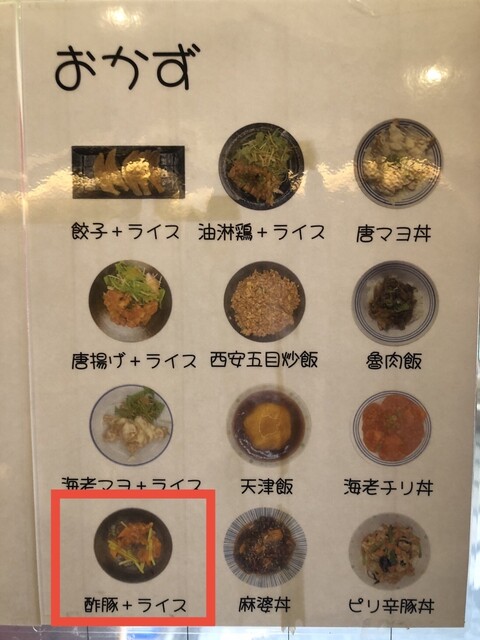 おかず
餃子+ライス 油淋鶏+ライス 唐マヨ丼
唐揚げ+ライス 西安五目炒飯 魯肉飯
海老マヨ+ライス 天津飯 海老チリ丼
酢豚+ライス 麻婆丼 ピリ辛豚丼